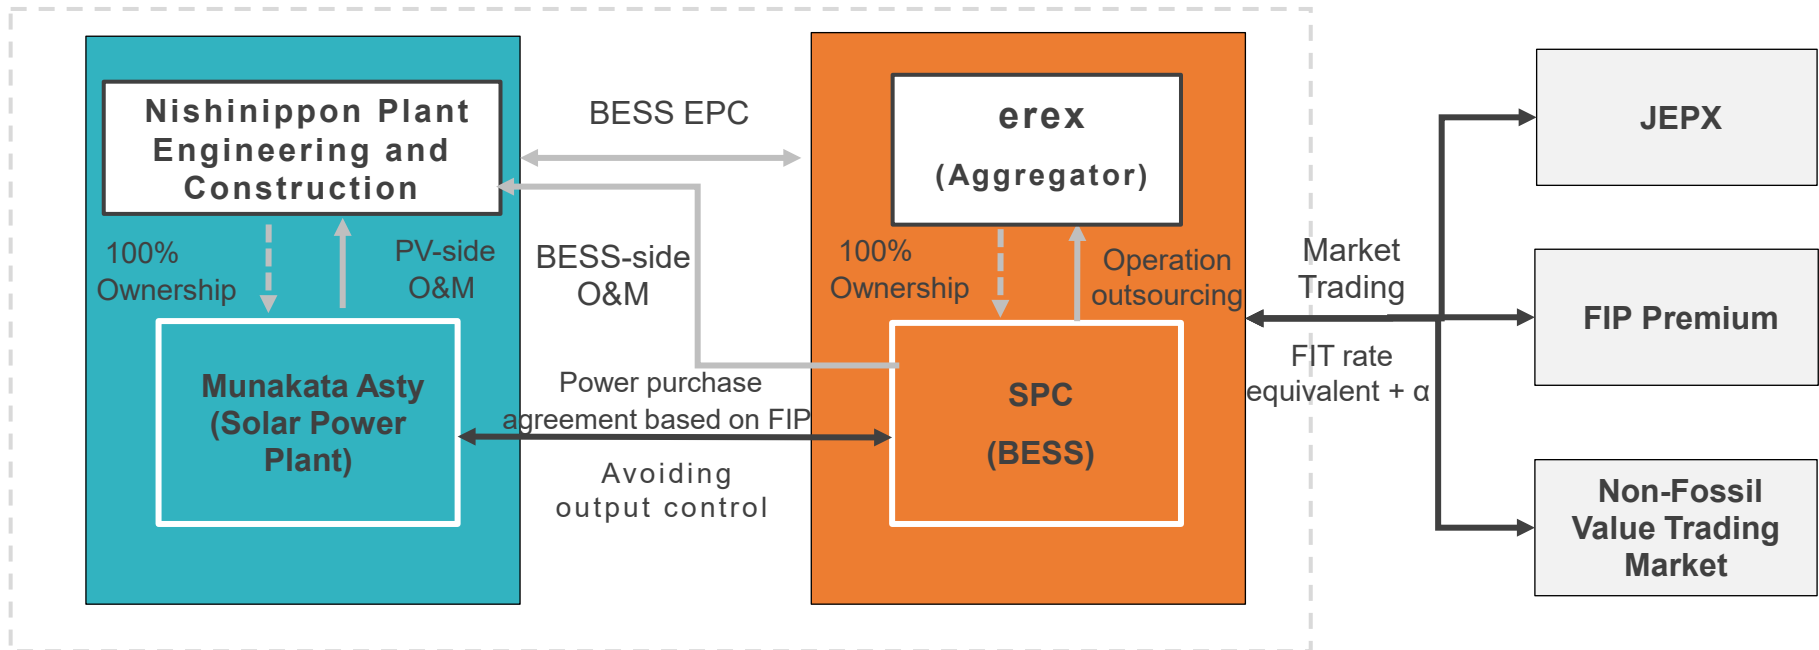 Nishinippon Plant
Engineering and
Construction
100%
Ownership
PV-side
O&M
Munakata Asty
(Solar Power
Plant)
BESS EPC
BESS-side
O&M
Power purchase
agreement based on FIP
Avoiding
output control
erex
(Aggregator)
100%
Ownership
Operation
outsourcing
SPC
(BESS)
Market
Trading
FIT rate
equivalent + α
JEPX
FIP Premium
Non-Fossil
Value Trading
Market